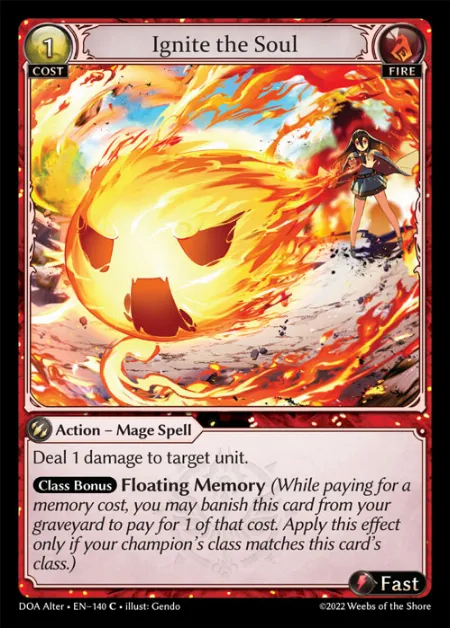 1
Ignite the Soul
COST
FIRE
Action – Mage Spell
Deal 1 damage to target unit.
Class Bonus Floating Memory (While paying for a
memory cost, you may banish this card from your
graveyard to pay for 1 of that cost. Apply this effect
only if your champion's class matches this card's
class.)
Fast
DOA Alter • EN–140 C • illust: Gendo
©2022 Weebs of the Shore